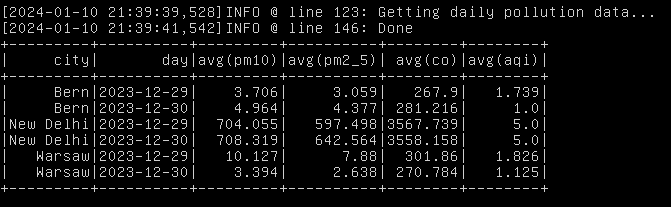 [2024-01-10 21:39:39,528]INFO @ line 123: Getting daily pollution data...
[2024-01-10 21:39:41,542]INFO @ line 146: Done
+---------+----------+---------+----------+--------+--------+
|     city|       day|avg(pm10)|avg(pm2_5)| avg(co)|avg(aqi)|
+---------+----------+---------+----------+--------+--------+
|     Bern|2023-12-29|    3.706|     3.059|   267.9|   1.739|
|     Bern|2023-12-30|    4.964|     4.377| 281.216|     1.0|
|New Delhi|2023-12-29|  704.055|   597.498|3567.739|     5.0|
|New Delhi|2023-12-30|  708.319|   642.564|3558.158|     5.0|
|   Warsaw|2023-12-29|   10.127|      7.88|  301.86|   1.826|
|   Warsaw|2023-12-30|    3.394|     2.638| 270.784|   1.125|
+---------+----------+---------+----------+--------+--------+